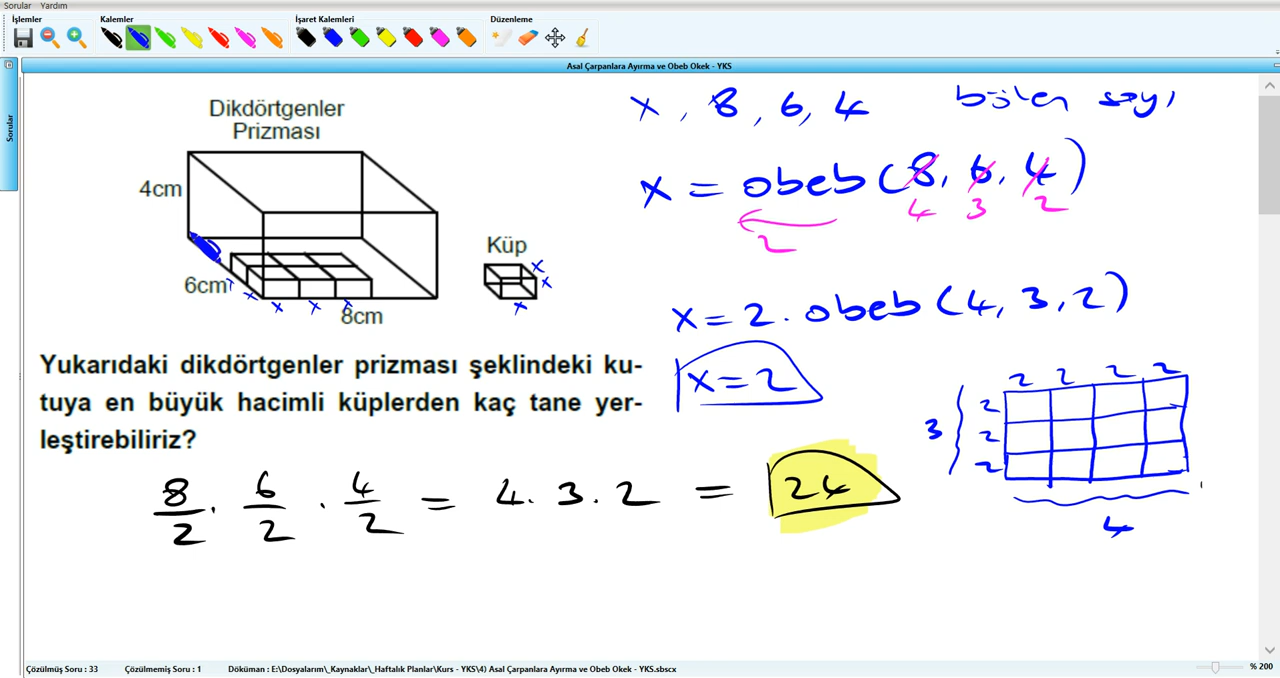 Sorular Yardım
İşlemler Kalemler İşaret Kalemleri Düzenleme
Asal Çarpanlara Ayırma ve Obeb Okek - YKS
Sorular
Dikdörtgenler
Prizması
4cm
6cm
8cm
Küp
x
x
x
x
x
x
x
Yukarıdaki dikdörtgenler prizması şeklindeki ku-
tuya en büyük hacimli küplerden kaç tane yer-
leştirebiliriz?
8/2 . 6/2 . 4/2 = 4.3.2 = 24
x, 8, 6, 4 bölen sayı
x = obeb(8, 6, 4)
2 4 3 2
x = 2. obeb(4, 3, 2)
x = 2
2 2 2 2
2
3 2
2
4
Çözülmüş Soru : 33 Çözülmemiş Soru : 1 Döküman : E:\Dosyalarım\_Kaynaklar\_Haftalık Planlar\Kurs - YKS\4) Asal Çarpanlara Ayırma ve Obeb Okek - YKS.sbscx % 200